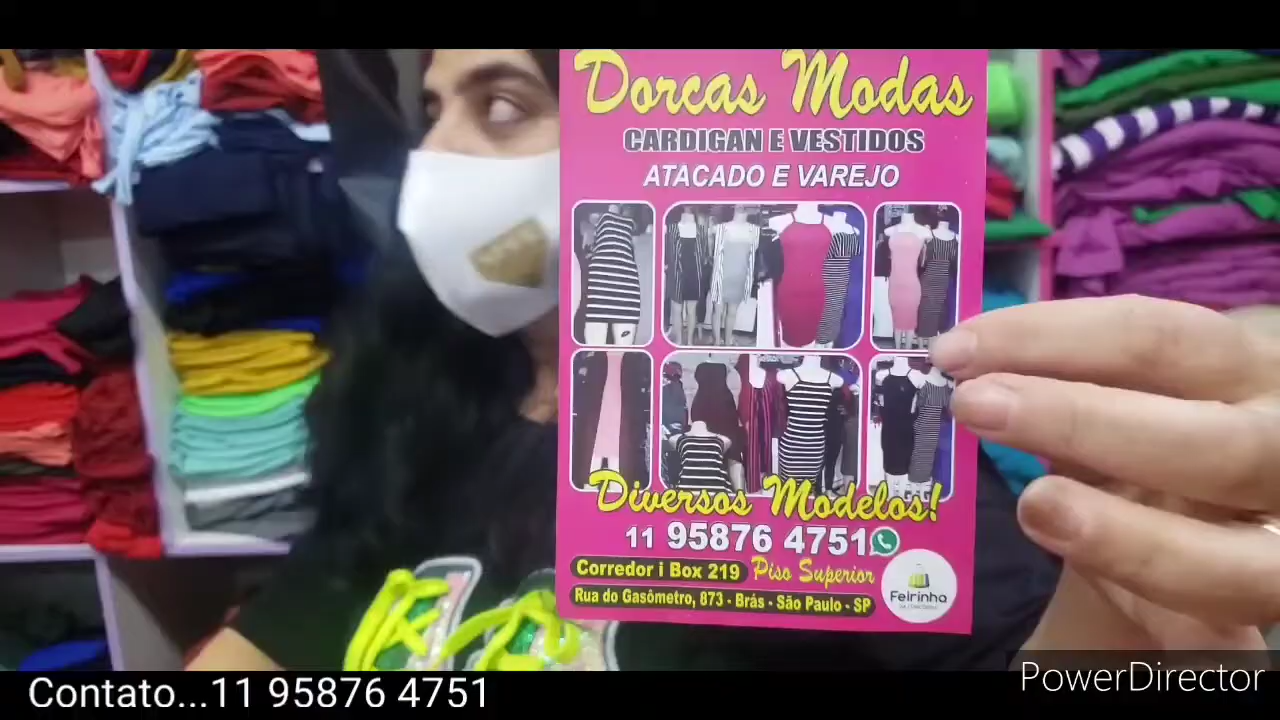 Dorcas Modas
CARDIGAN E VESTIDOS
ATACADO E VAREJO
Diversos Modelos!
11 95876 4751
Corredor i Box 219 Piso Superior
Rua do Gasômetro, 873 - Brás - São Paulo - SP
Feirinha
PowerDirector
Contato...11 95876 4751